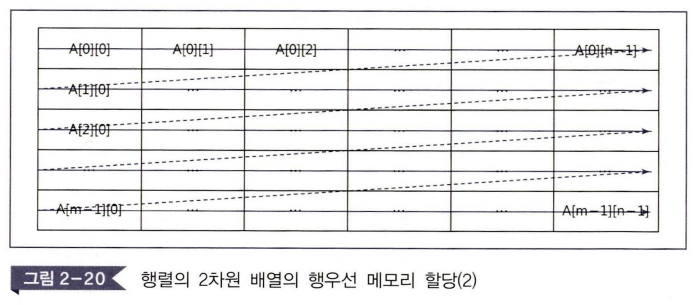 A[0][0] A[0][1] A[0][2] ... ... A[0][n-1]
A[1][0] ... ... ... ... ...
A[2][0] ... ... ... ... ...
... ... ... ... ... ...
A[m-1][0] ... ... ... ... A[m-1][n-1]
그림 2-20 행렬의 2차원 배열의 행우선 메모리 할당(2)